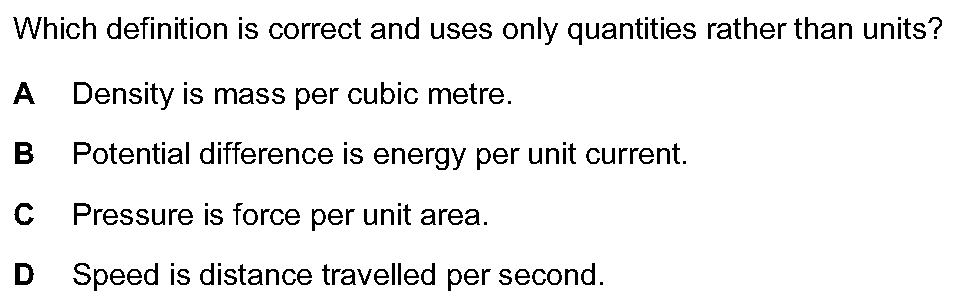 Which definition is correct and uses only quantities rather than units?
A Density is mass per cubic metre.
B Potential difference is energy per unit current.
C Pressure is force per unit area.
D Speed is distance travelled per second.